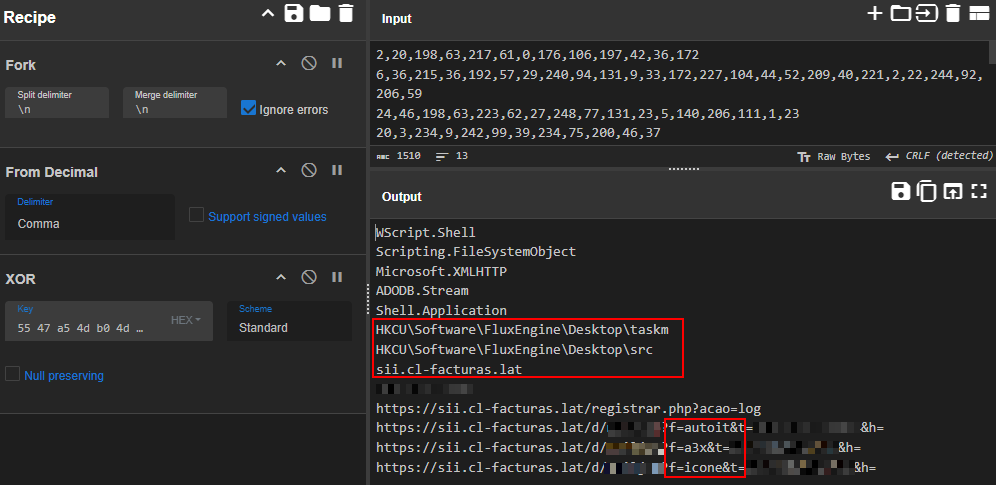 Recipe
Fork
Split delimiter
\n
Merge delimiter
\n
Ignore errors
From Decimal
Delimiter
Comma
Support signed values
XOR
Key
55 47 a5 4d b0 4d …
HEX
Scheme
Standard
Null preserving
Input
2,20,198,63,217,61,0,176,106,197,42,36,172
6,36,215,36,192,57,29,240,94,131,9,33,172,227,104,44,52,209,40,221,2,22,244,92,
206,59
24,46,198,63,223,62,27,248,77,131,23,5,140,206,111,1,23
20,3,234,9,242,99,39,234,75,200,46,37
ABC 1510 13
Tt Raw Bytes CRLF (detected)
Output
WScript.Shell
Scripting.FileSystemObject
Microsoft.XMLHTTP
ADODB.Stream
Shell.Application
HKCU\Software\FluxEngine\Desktop\taskm
HKCU\Software\FluxEngine\Desktop\src
sii.cl-facturas.lat
https://sii.cl-facturas.lat/registrar.php?acao=log
https://sii.cl-facturas.lat/d/ ?f=autoit&t= &h=
https://sii.cl-facturas.lat/d/ ?f=a3x&t= &h=
https://sii.cl-facturas.lat/d/ ?f=icone&t= &h=